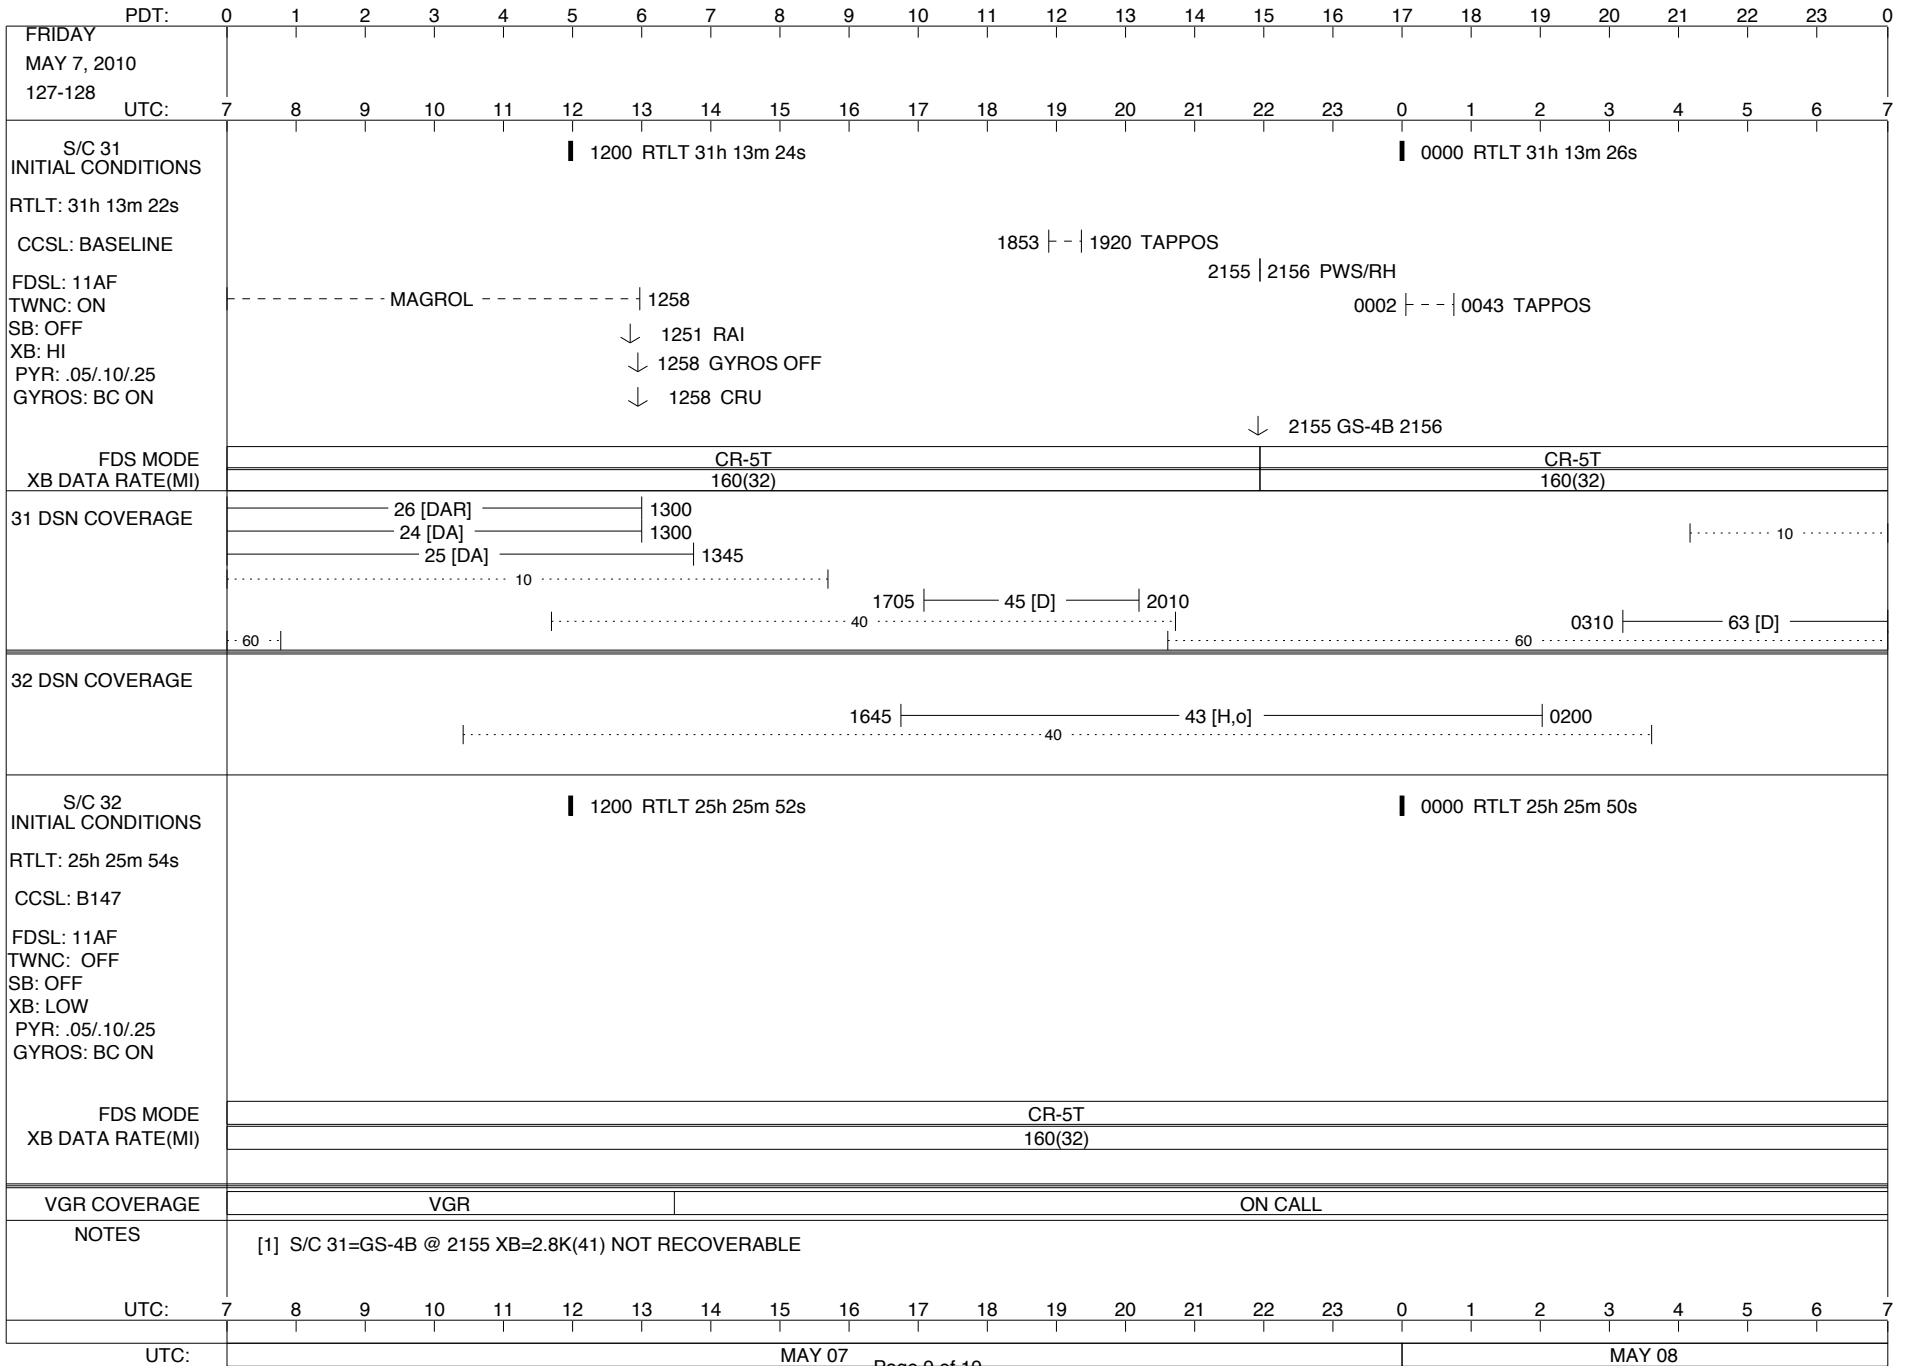 PDT: 0 1 2 3 4 5 6 7 8 9 10 11 12 13 14 15 16 17 18 19 20 21 22 23 0
FRIDAY
MAY 7, 2010
127-128
UTC: 7 8 9 10 11 12 13 14 15 16 17 18 19 20 21 22 23 0 1 2 3 4 5 6 7
S/C 31
INITIAL CONDITIONS
1200 RTLT 31h 13m 24s
0000 RTLT 31h 13m 26s
RTLT: 31h 13m 22s
CCSL: BASELINE
1853 1920 TAPPOS
2155 2156 PWS/RH
FDSL: 11AF
TWNC: ON
MAGROL 1258
0002 0043 TAPPOS
SB: OFF
1251 RAI
XB: HI
1258 GYROS OFF
PYR: .05/.10/.25
GYROS: BC ON
1258 CRU
2155 GS-4B 2156
FDS MODE CR-5T CR-5T
XB DATA RATE(MI) 160(32) 160(32)
31 DSN COVERAGE
26 [DAR] 1300
24 [DA] 1300
10
25 [DA] 1345
10
1705 45 [D] 2010
40
0310 63 [D]
60
60
32 DSN COVERAGE
1645 43 [H,o] 0200
40
S/C 32
INITIAL CONDITIONS
1200 RTLT 25h 25m 52s
0000 RTLT 25h 25m 50s
RTLT: 25h 25m 54s
CCSL: B147
FDSL: 11AF
TWNC: OFF
SB: OFF
XB: LOW
PYR: .05/.10/.25
GYROS: BC ON
FDS MODE CR-5T
XB DATA RATE(MI) 160(32)
VGR COVERAGE VGR ON CALL
NOTES
[1] S/C 31=GS-4B @ 2155 XB=2.8K(41) NOT RECOVERABLE
UTC: 7 8 9 10 11 12 13 14 15 16 17 18 19 20 21 22 23 0 1 2 3 4 5 6 7
UTC: MAY 07 MAY 08